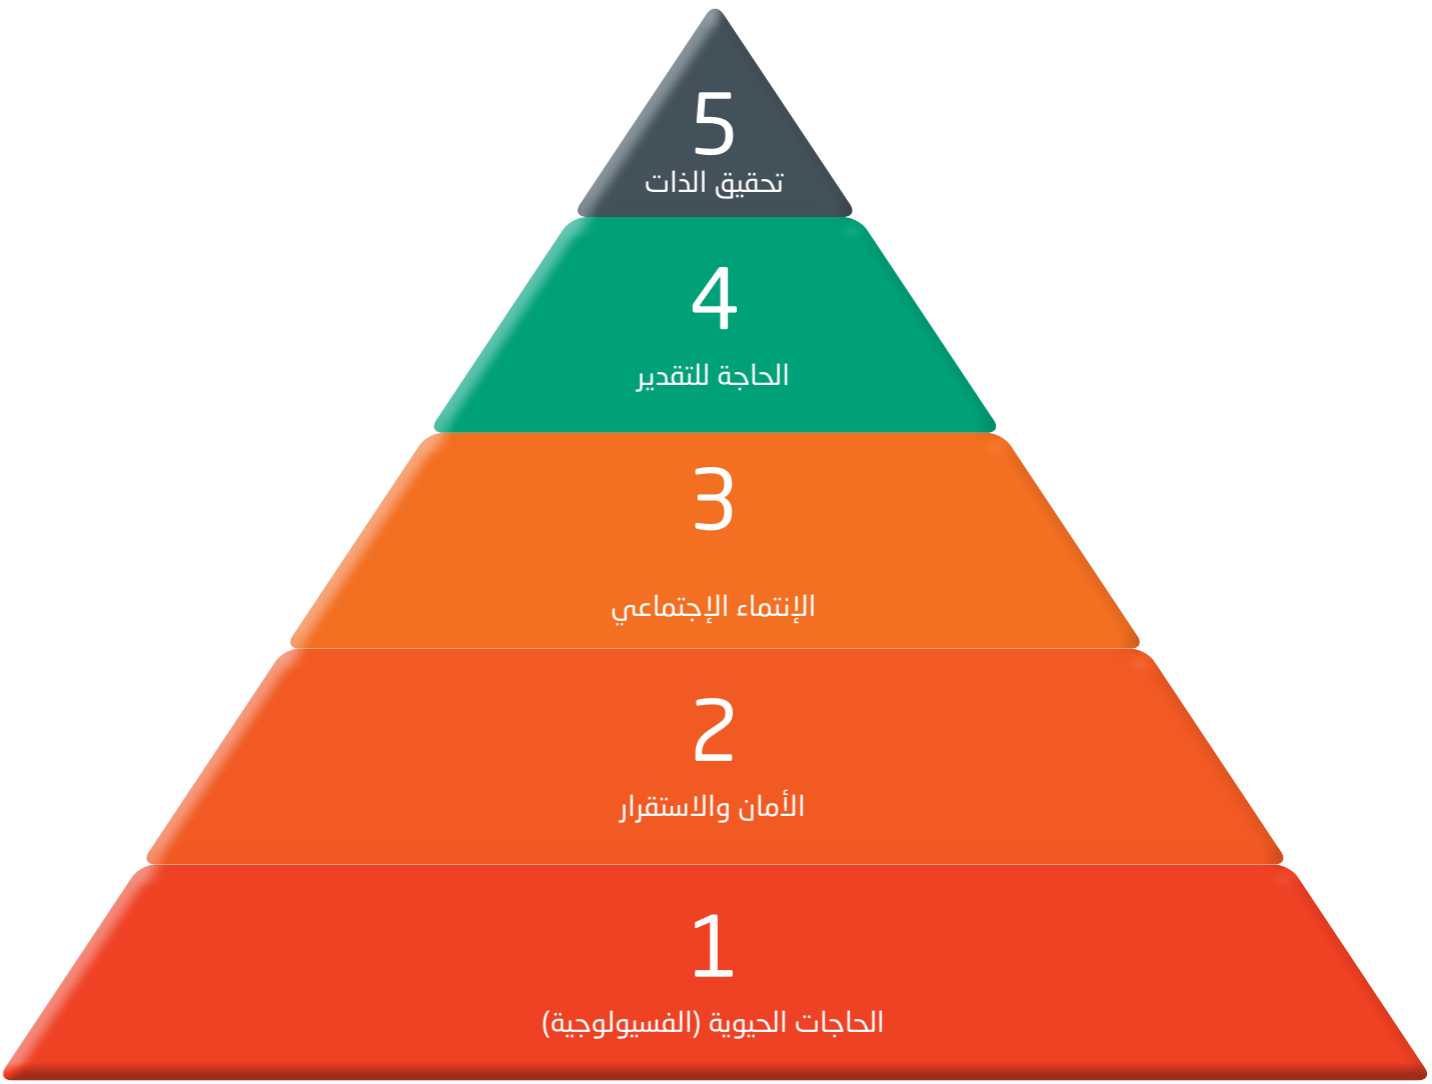 5
تحقيق الذات
4
الحاجة للتقدير
3
الإنتماء الإجتماعي
2
الأمان والاستقرار
1
الحاجات الحيوية (الفسيولوجية)